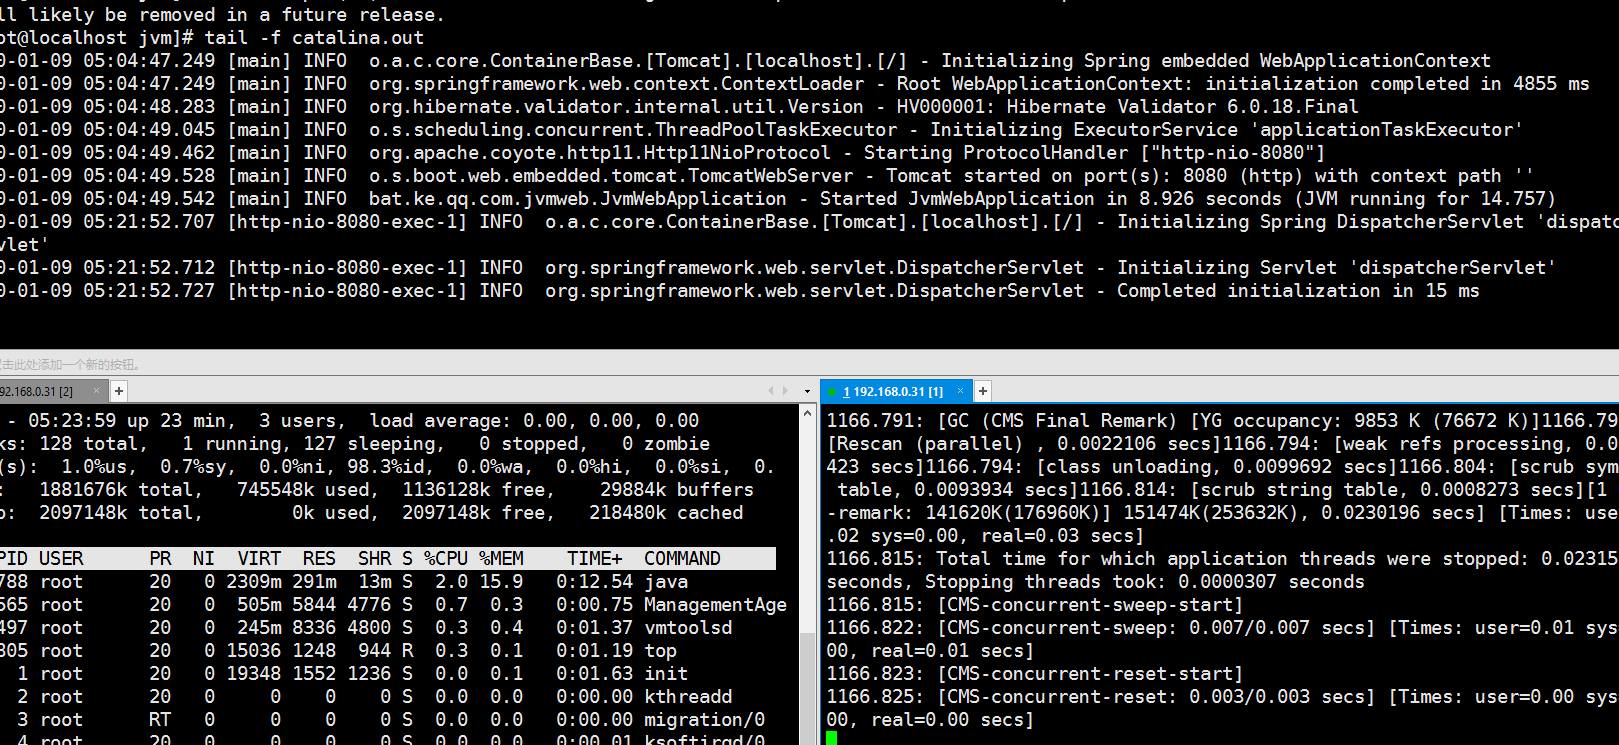 ll likely be removed in a future release.
ot@localhost jvm]# tail -f catalina.out
0-01-09 05:04:47.249 [main] INFO  o.a.c.core.ContainerBase.[Tomcat].[localhost].[/] - Initializing Spring embedded WebApplicationContext
0-01-09 05:04:47.249 [main] INFO  org.springframework.web.context.ContextLoader - Root WebApplicationContext: initialization completed in 4855 ms
0-01-09 05:04:48.283 [main] INFO  org.hibernate.validator.internal.util.Version - HV000001: Hibernate Validator 6.0.18.Final
0-01-09 05:04:49.045 [main] INFO  o.s.scheduling.concurrent.ThreadPoolTaskExecutor - Initializing ExecutorService 'applicationTaskExecutor'
0-01-09 05:04:49.462 [main] INFO  org.apache.coyote.http11.Http11NioProtocol - Starting ProtocolHandler ["http-nio-8080"]
0-01-09 05:04:49.528 [main] INFO  o.s.boot.web.embedded.tomcat.TomcatWebServer - Tomcat started on port(s): 8080 (http) with context path ''
0-01-09 05:04:49.542 [main] INFO  bat.ke.qq.com.jvmweb.JvmWebApplication - Started JvmWebApplication in 8.926 seconds (JVM running for 14.757)
0-01-09 05:21:52.707 [http-nio-8080-exec-1] INFO  o.a.c.core.ContainerBase.[Tomcat].[localhost].[/] - Initializing Spring DispatcherServlet 'dispatc
vlet'
0-01-09 05:21:52.712 [http-nio-8080-exec-1] INFO  org.springframework.web.servlet.DispatcherServlet - Initializing Servlet 'dispatcherServlet'
0-01-09 05:21:52.727 [http-nio-8080-exec-1] INFO  org.springframework.web.servlet.DispatcherServlet - Completed initialization in 15 ms
击此处添加一个新的按钮。
92.168.0.31 [2] × +
- 05:23:59 up 23 min,  3 users,  load average: 0.00, 0.00, 0.00
ks: 128 total,   1 running, 127 sleeping,   0 stopped,   0 zombie
(s):  1.0%us,  0.7%sy,  0.0%ni, 98.3%id,  0.0%wa,  0.0%hi,  0.0%si,  0.
:   1881676k total,   745548k used,  1136128k free,    29884k buffers
p:  2097148k total,        0k used,  2097148k free,   218480k cached
PID USER      PR  NI  VIRT  RES  SHR S %CPU %MEM    TIME+  COMMAND
788 root      20   0 2309m 291m  13m S  2.0 15.9   0:12.54 java
565 root      20   0  505m 5844 4776 S  0.7  0.3   0:00.75 ManagementAge
497 root      20   0  245m 8336 4800 S  0.3  0.4   0:01.37 vmtoolsd
305 root      20   0 15036 1248  944 R  0.3  0.1   0:01.19 top
1 root      20   0 19348 1552 1236 S  0.0  0.1   0:01.63 init
2 root      20   0     0    0    0 S  0.0  0.0   0:00.00 kthreadd
3 root      RT   0     0    0    0 S  0.0  0.0   0:00.00 migration/0
4 root      20   0     0    0    0 S  0.0  0.0   0:00.01 ksoftirqd/0
1 192.168.0.31 [1] × +
1166.791: [GC (CMS Final Remark) [YG occupancy: 9853 K (76672 K)]1166.79
[Rescan (parallel) , 0.0022106 secs]1166.794: [weak refs processing, 0.0
423 secs]1166.794: [class unloading, 0.0099692 secs]1166.804: [scrub sym
table, 0.0093934 secs]1166.814: [scrub string table, 0.0008273 secs][1
-remark: 141620K(176960K)] 151474K(253632K), 0.0230196 secs] [Times: use
.02 sys=0.00, real=0.03 secs]
1166.815: Total time for which application threads were stopped: 0.02315
seconds, Stopping threads took: 0.0000307 seconds
1166.815: [CMS-concurrent-sweep-start]
1166.822: [CMS-concurrent-sweep: 0.007/0.007 secs] [Times: user=0.01 sys
00, real=0.01 secs]
1166.823: [CMS-concurrent-reset-start]
1166.825: [CMS-concurrent-reset: 0.003/0.003 secs] [Times: user=0.00 sys
00, real=0.00 secs]